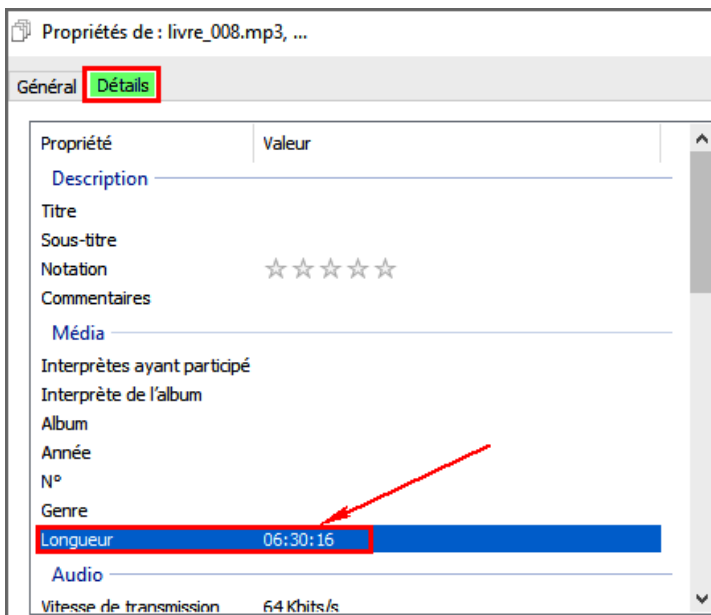 Propriétés de : livre_008.mp3, ...
Général Détails
Propriété Valeur
Description
Titre
Sous-titre
Notation
Commentaires
Média
Interprètes ayant participé
Interprète de l'album
Album
Année
N°
Genre
Longueur 06:30:16
Audio
Vitesse de transmission 64 Kbits/s